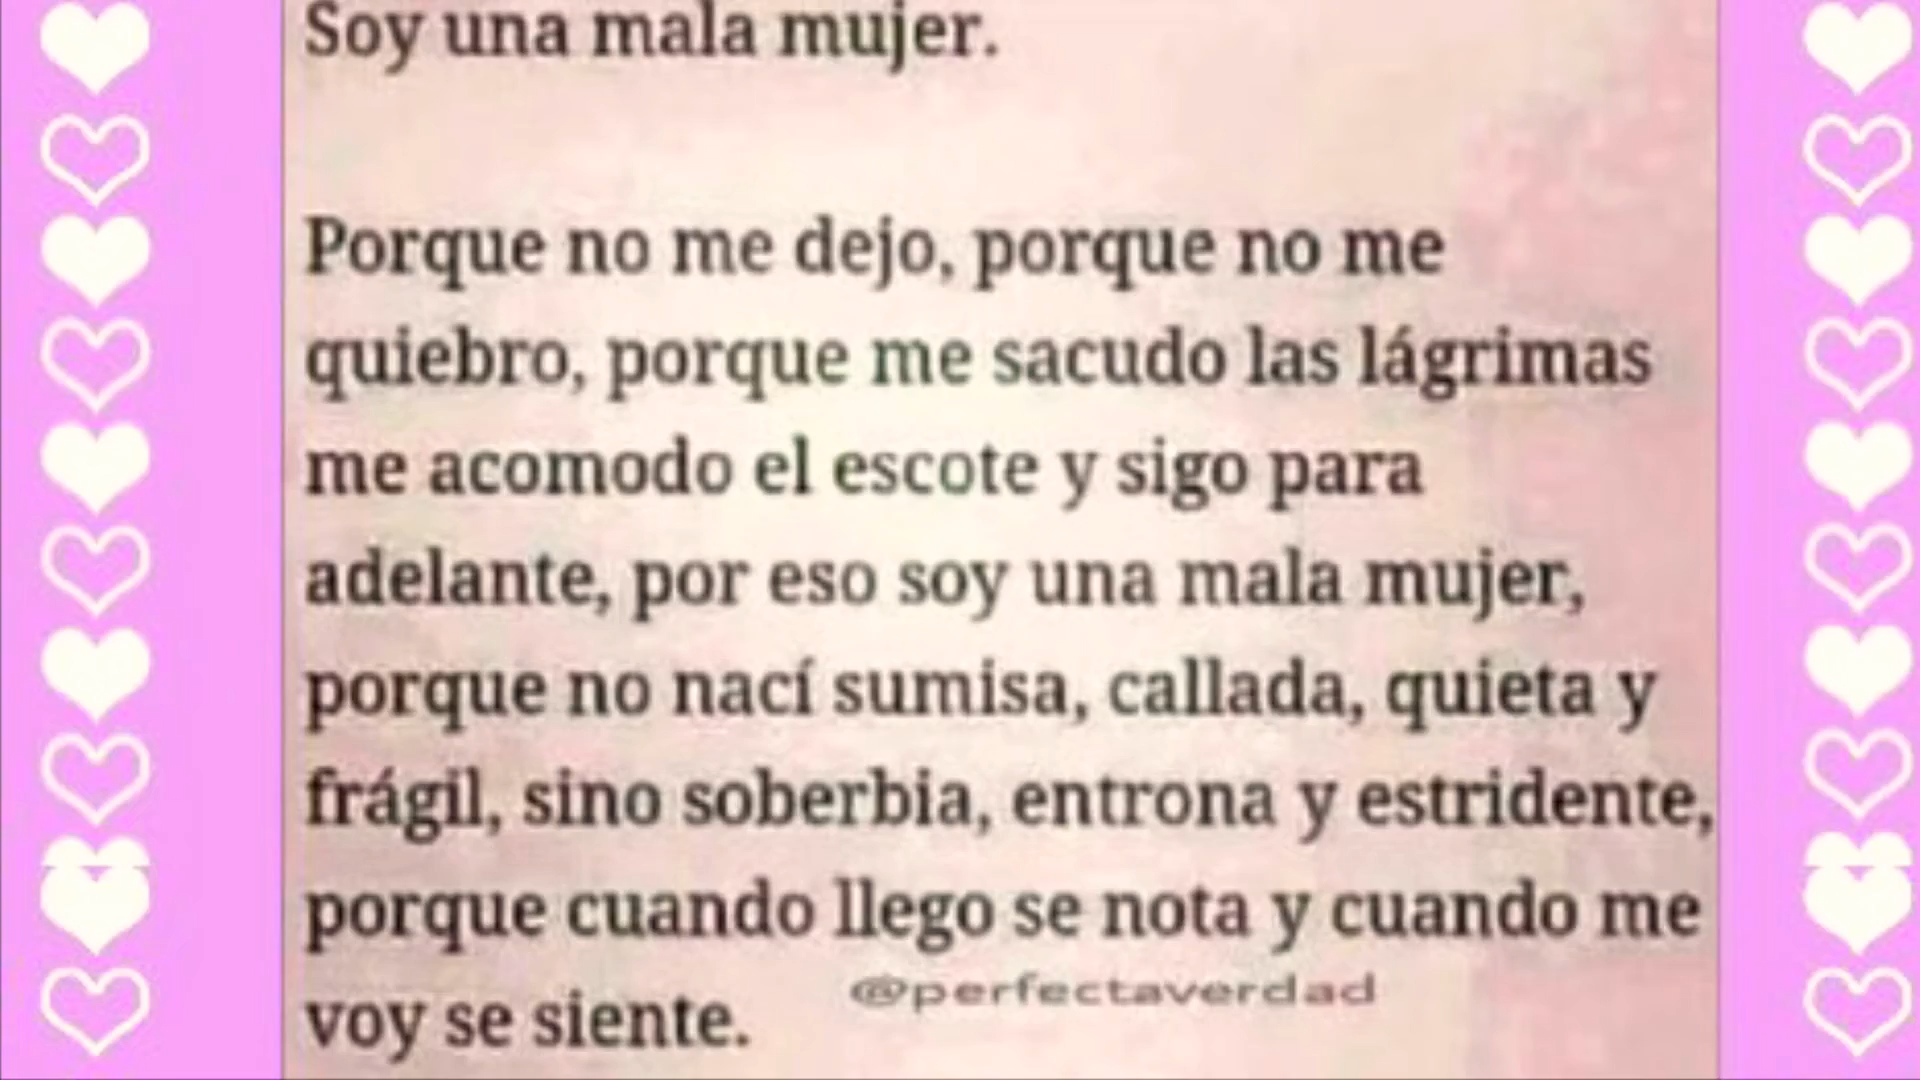 Soy una mala mujer.
Porque no me dejo, porque no me
quiebro, porque me sacudo las lágrimas
me acomodo el escote y sigo para
adelante, por eso soy una mala mujer,
porque no nací sumisa, callada, quieta y
frágil, sino soberbia, entrona y estridente,
porque cuando llego se nota y cuando me
voy se siente.
@perfectaverdad